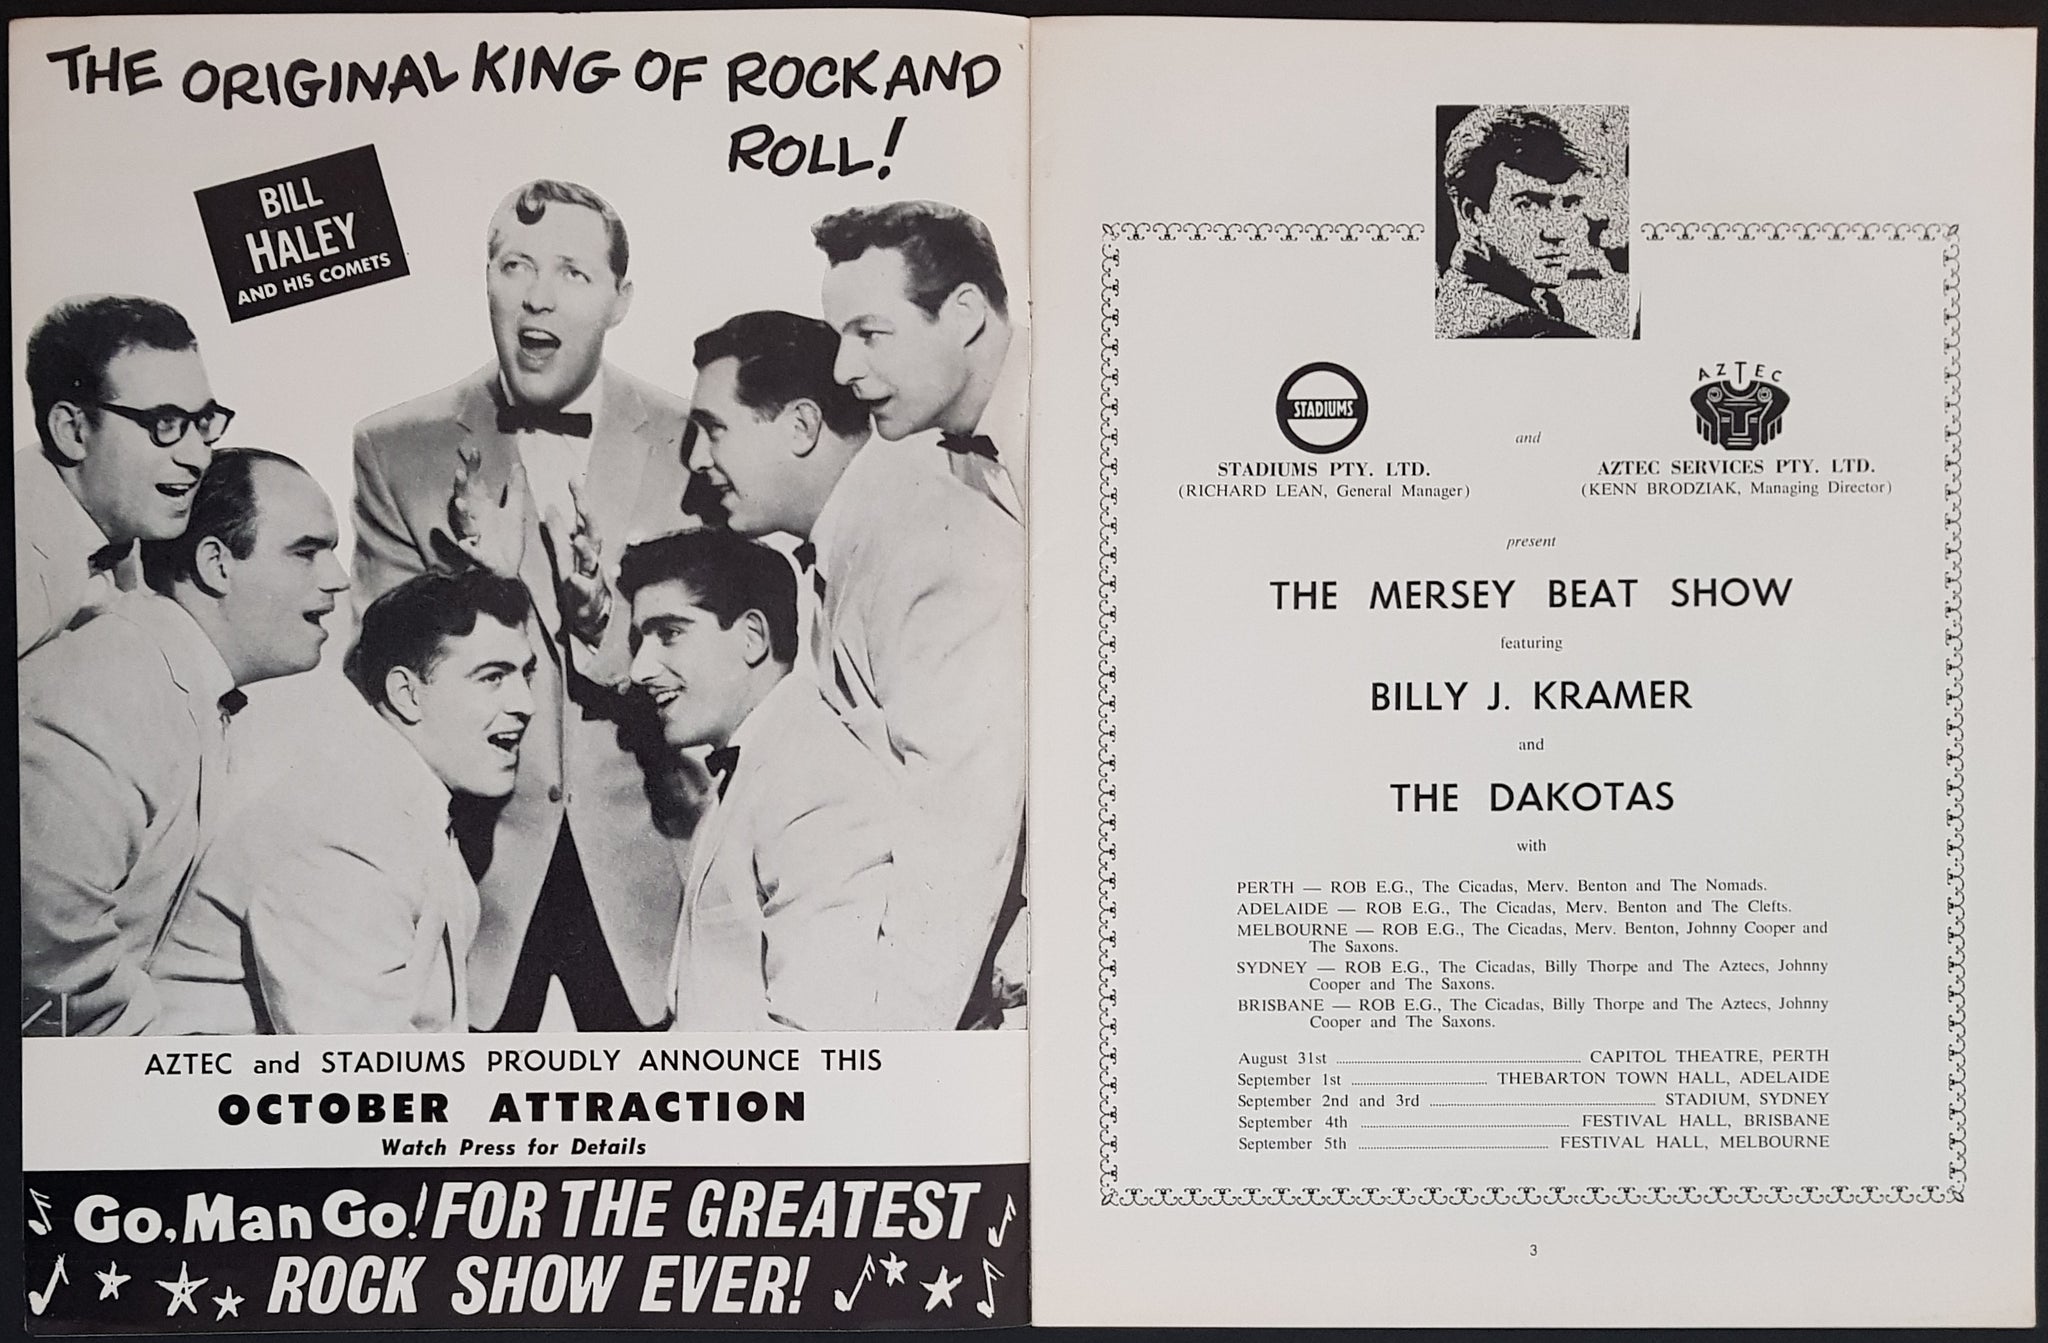 THE ORIGINAL KING OF ROCK AND
ROLL!
BILL
HALEY
AND HIS COMETS
AZTEC and STADIUMS PROUDLY ANNOUNCE THIS
OCTOBER ATTRACTION
Watch Press for Details
Go, Man Go! FOR THE GREATEST
ROCK SHOW EVER!
STADIUMS
STADIUMS PTY. LTD.
(RICHARD LEAN, General Manager)
and
AZTEC
AZTEC SERVICES PTY. LTD.
(KENN BRODZIAK, Managing Director)
present
THE MERSEY BEAT SHOW
featuring
BILLY J. KRAMER
and
THE DAKOTAS
with
PERTH — ROB E.G., The Cicadas, Merv. Benton and The Nomads.
ADELAIDE — ROB E.G., The Cicadas, Merv. Benton and The Clefts.
MELBOURNE — ROB E.G., The Cicadas, Merv. Benton, Johnny Cooper and
The Saxons.
SYDNEY — ROB E.G., The Cicadas, Billy Thorpe and The Aztecs, Johnny
Cooper and The Saxons.
BRISBANE — ROB E.G., The Cicadas, Billy Thorpe and The Aztecs, Johnny
Cooper and The Saxons.
August 31st ........ CAPITOL THEATRE, PERTH
September 1st ........ THEBARTON TOWN HALL, ADELAIDE
September 2nd and 3rd ........ STADIUM, SYDNEY
September 4th ........ FESTIVAL HALL, BRISBANE
September 5th ........ FESTIVAL HALL, MELBOURNE
3